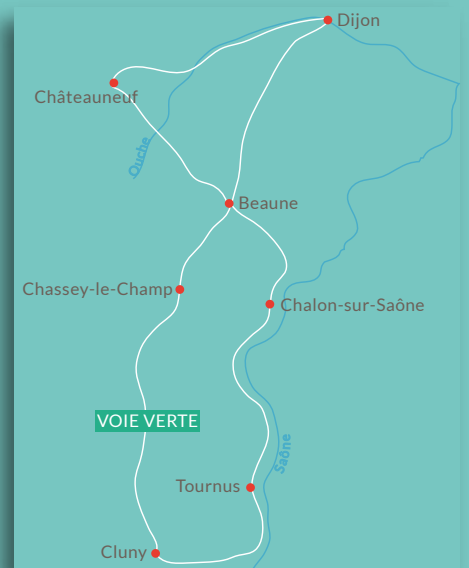 Dijon
Châteauneuf
Ouche
Beaune
Chassey-le-Champ
Chalon-sur-Saône
VOIE VERTE
Saône
Tournus
Cluny